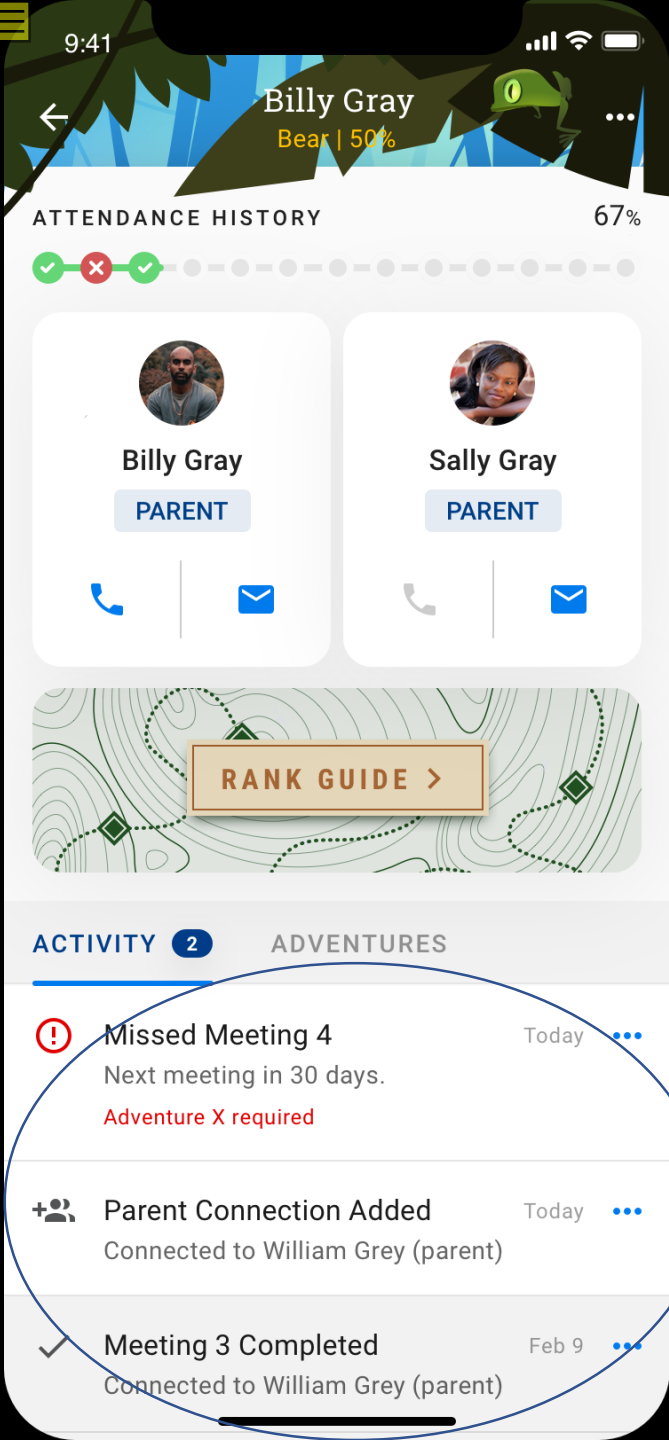 9:41
Billy Gray
Bear | 50%
ATTENDANCE HISTORY 67%
Billy Gray
PARENT
Sally Gray
PARENT
RANK GUIDE
ACTIVITY 2 ADVENTURES
Missed Meeting 4 Today
Next meeting in 30 days.
Adventure X required
Parent Connection Added Today
Connected to William Grey (parent)
Meeting 3 Completed Feb 9
Connected to William Grey (parent)